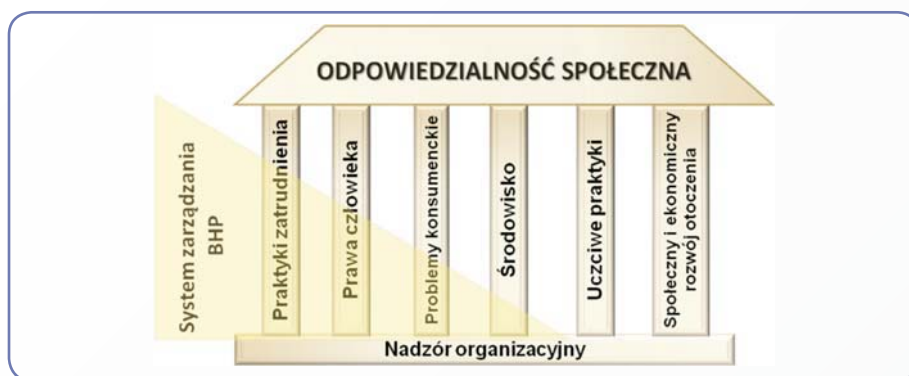 ODPOWIEDZIALNOŚĆ SPOŁECZNA
System zarządzania
BHP
Praktyki zatrudnienia
Prawa człowieka
Problemy konsumenckie
Środowisko
Uczciwe praktyki
Społeczny i ekonomiczny
rozwój otoczenia
Nadzór organizacyjny